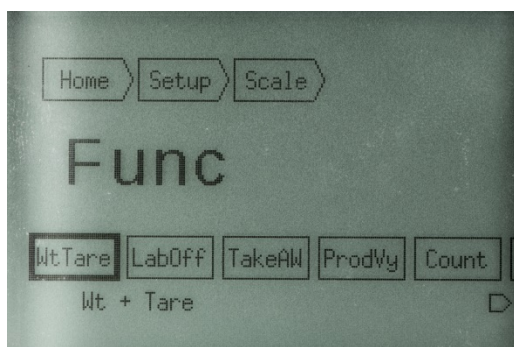 Home Setup Scale
Func
WtTare LabOff TakeAW ProdVy Count
Wt + Tare